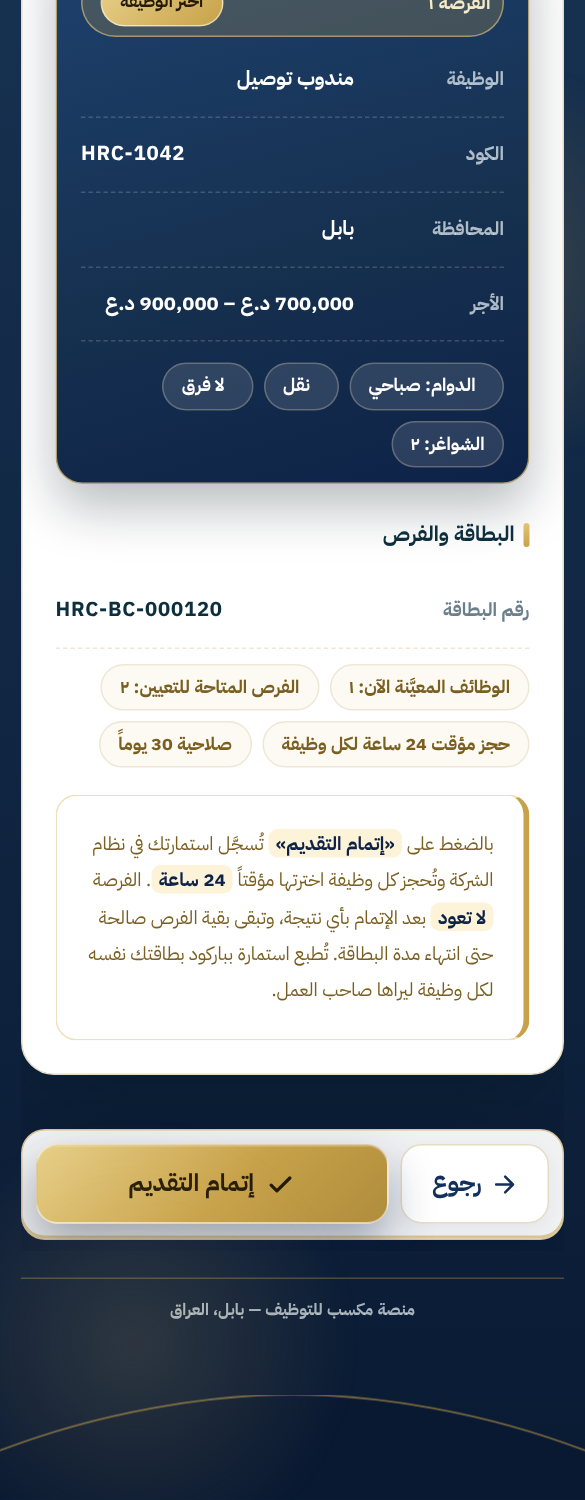 الفرصة ١
اختر الوظيفة
الوظيفة
مندوب توصيل
الكود
HRC-1042
المحافظة
بابل
الأجر
700,000 د.ع – 900,000 د.ع
الدوام: صباحي
نقل
لا فرق
الشواغر: ٢
البطاقة والفرص
رقم البطاقة
HRC-BC-000120
الوظائف المعيَّنة الآن: ١
الفرص المتاحة للتعيين: ٢
حجز مؤقت 24 ساعة لكل وظيفة
صلاحية 30 يوماً
بالضغط على «إتمام التقديم» تُسجَّل استمارتك في نظام
الشركة وتُحجز كل وظيفة اخترتها مؤقتاً 24 ساعة. الفرصة
لا تعود بعد الإتمام بأي نتيجة، وتبقى بقية الفرص صالحة
حتى انتهاء مدة البطاقة. تُطبع استمارة بباركود بطاقتك نفسه
لكل وظيفة ليراها صاحب العمل.
رجوع
إتمام التقديم
منصة مكسب للتوظيف — بابل، العراق